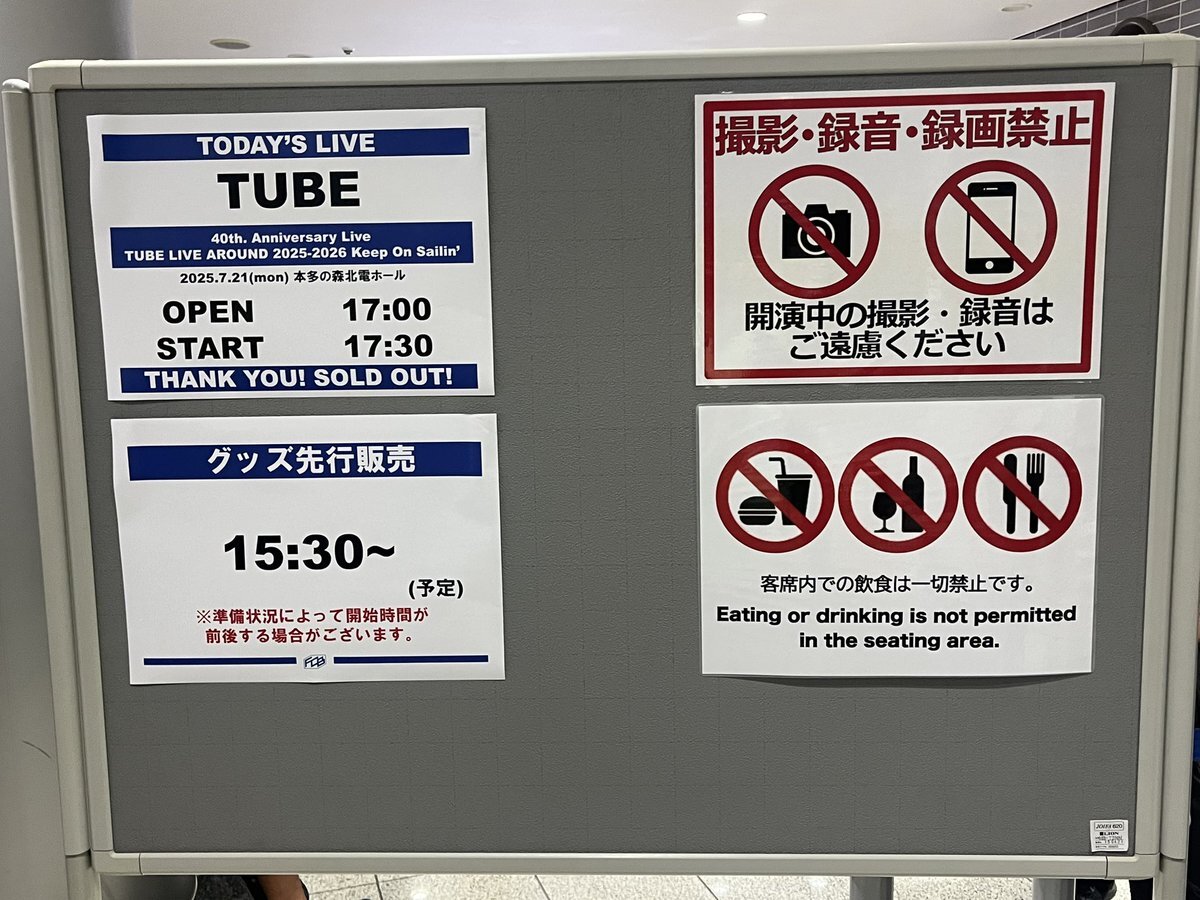 TODAY'S LIVE
TUBE
40th. Anniversary Live
TUBE LIVE AROUND 2025-2026 Keep On Sailin'
2025.7.21(mon) 本多の森北電ホール
OPEN 17:00
START 17:30
THANK YOU! SOLD OUT!
グッズ先行販売
15:30~
(予定)
※準備状況によって開始時間が
前後する場合がございます。
FOB
撮影・録音・録画禁止
開演中の撮影・録音は
ご遠慮ください
客席内での飲食は一切禁止です。
Eating or drinking is not permitted
in the seating area.
LION